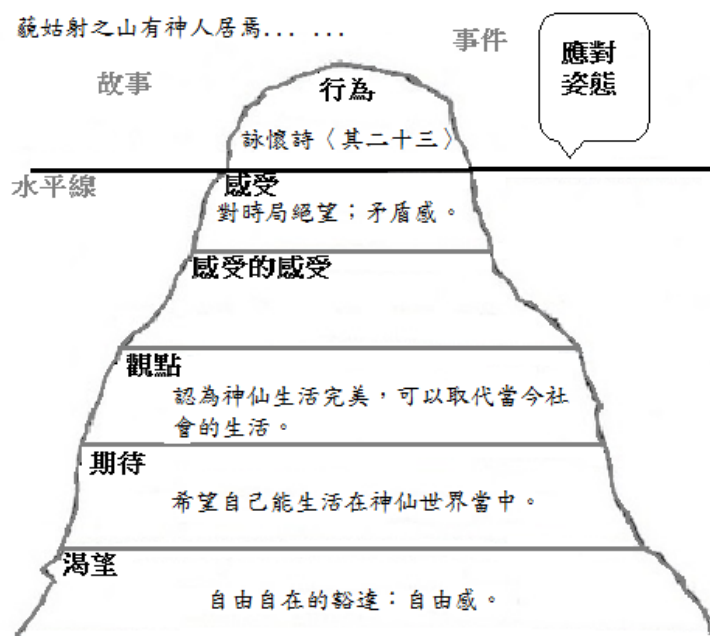 藐姑射之山有神人居焉... ...
事件
應對
姿態
故事
行為
詠懷詩〈其二十三〉
水平線
感受
對時局絕望；矛盾感。
感受的感受
觀點
認為神仙生活完美，可以取代當今社
會的生活。
期待
希望自己能生活在神仙世界當中。
渴望
自由自在的豁達：自由感。